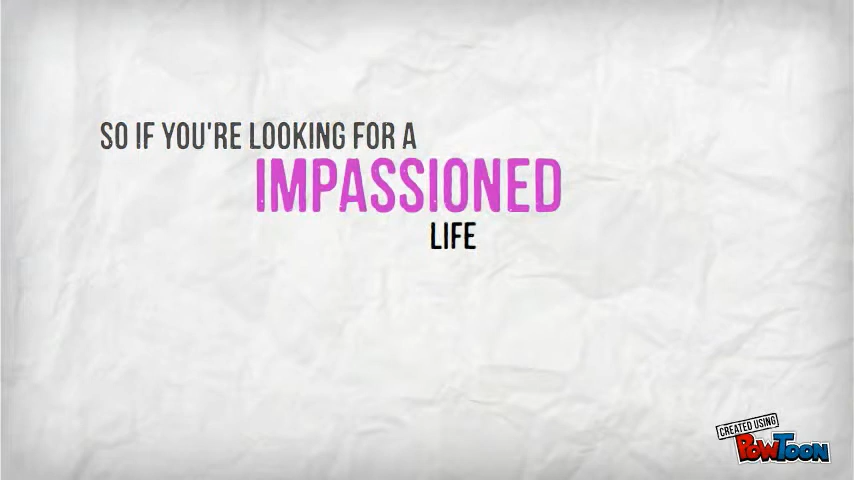 SO IF YOU'RE LOOKING FOR A
IMPASSIONED
LIFE
CREATED USING
POWTOON